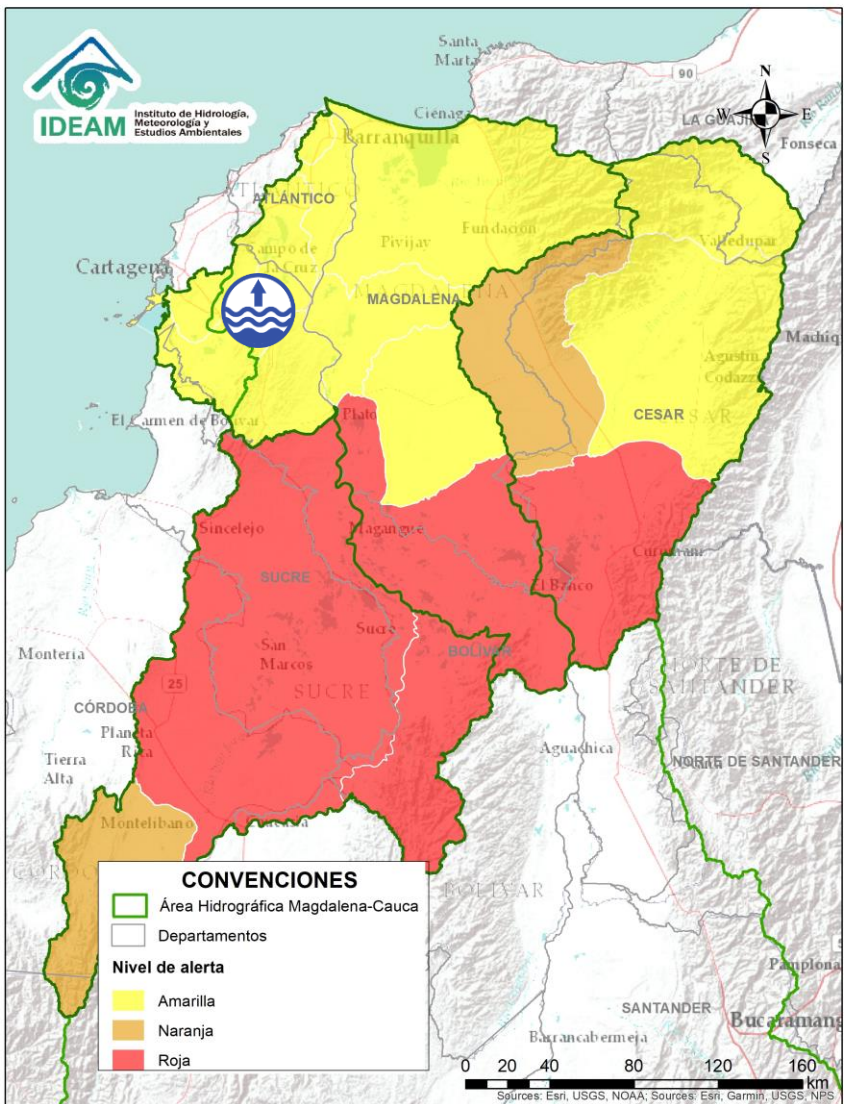 IDEAM
Instituto de Hidrología,
Meteorología y
Estudios Ambientales
Santa
Marta
90
N
W
E
S
LA GUAJI
Ciénaga
Barranquilla
Fonseca
ATLÁNTICO
Valledupar
Fundación
Pivijay
Campo de
la Cruz
Cartagena
MAGDALENA
MAGDALENA
Machiq
Agustín
Codazzi
CESAR
El Carmen de Bolívar
Plato
Sincelejo
Magangué
Curumaní
SUCRE
El Banco
Sucre
San
Marcos
BOLÍVAR
Montería
SUCRE
25
NORTE DE
SANTANDER
CÓRDOBA
Planeta
Rica
Aguachica
Tierra
Alta
NORTE DE SANTANDER
Montelíbano
Caucasia
BOLÍVAR
CONVENCIONES
Área Hidrográfica Magdalena-Cauca
Departamentos
Nivel de alerta
Amarilla
Naranja
Roja
Pamplona
SANTANDER
Bucaramang
Barrancabermeja
0 20 40 80 120 160
km
Sources: Esri, USGS, NOAA; Sources: Esri, Garmin, USGS, NPS